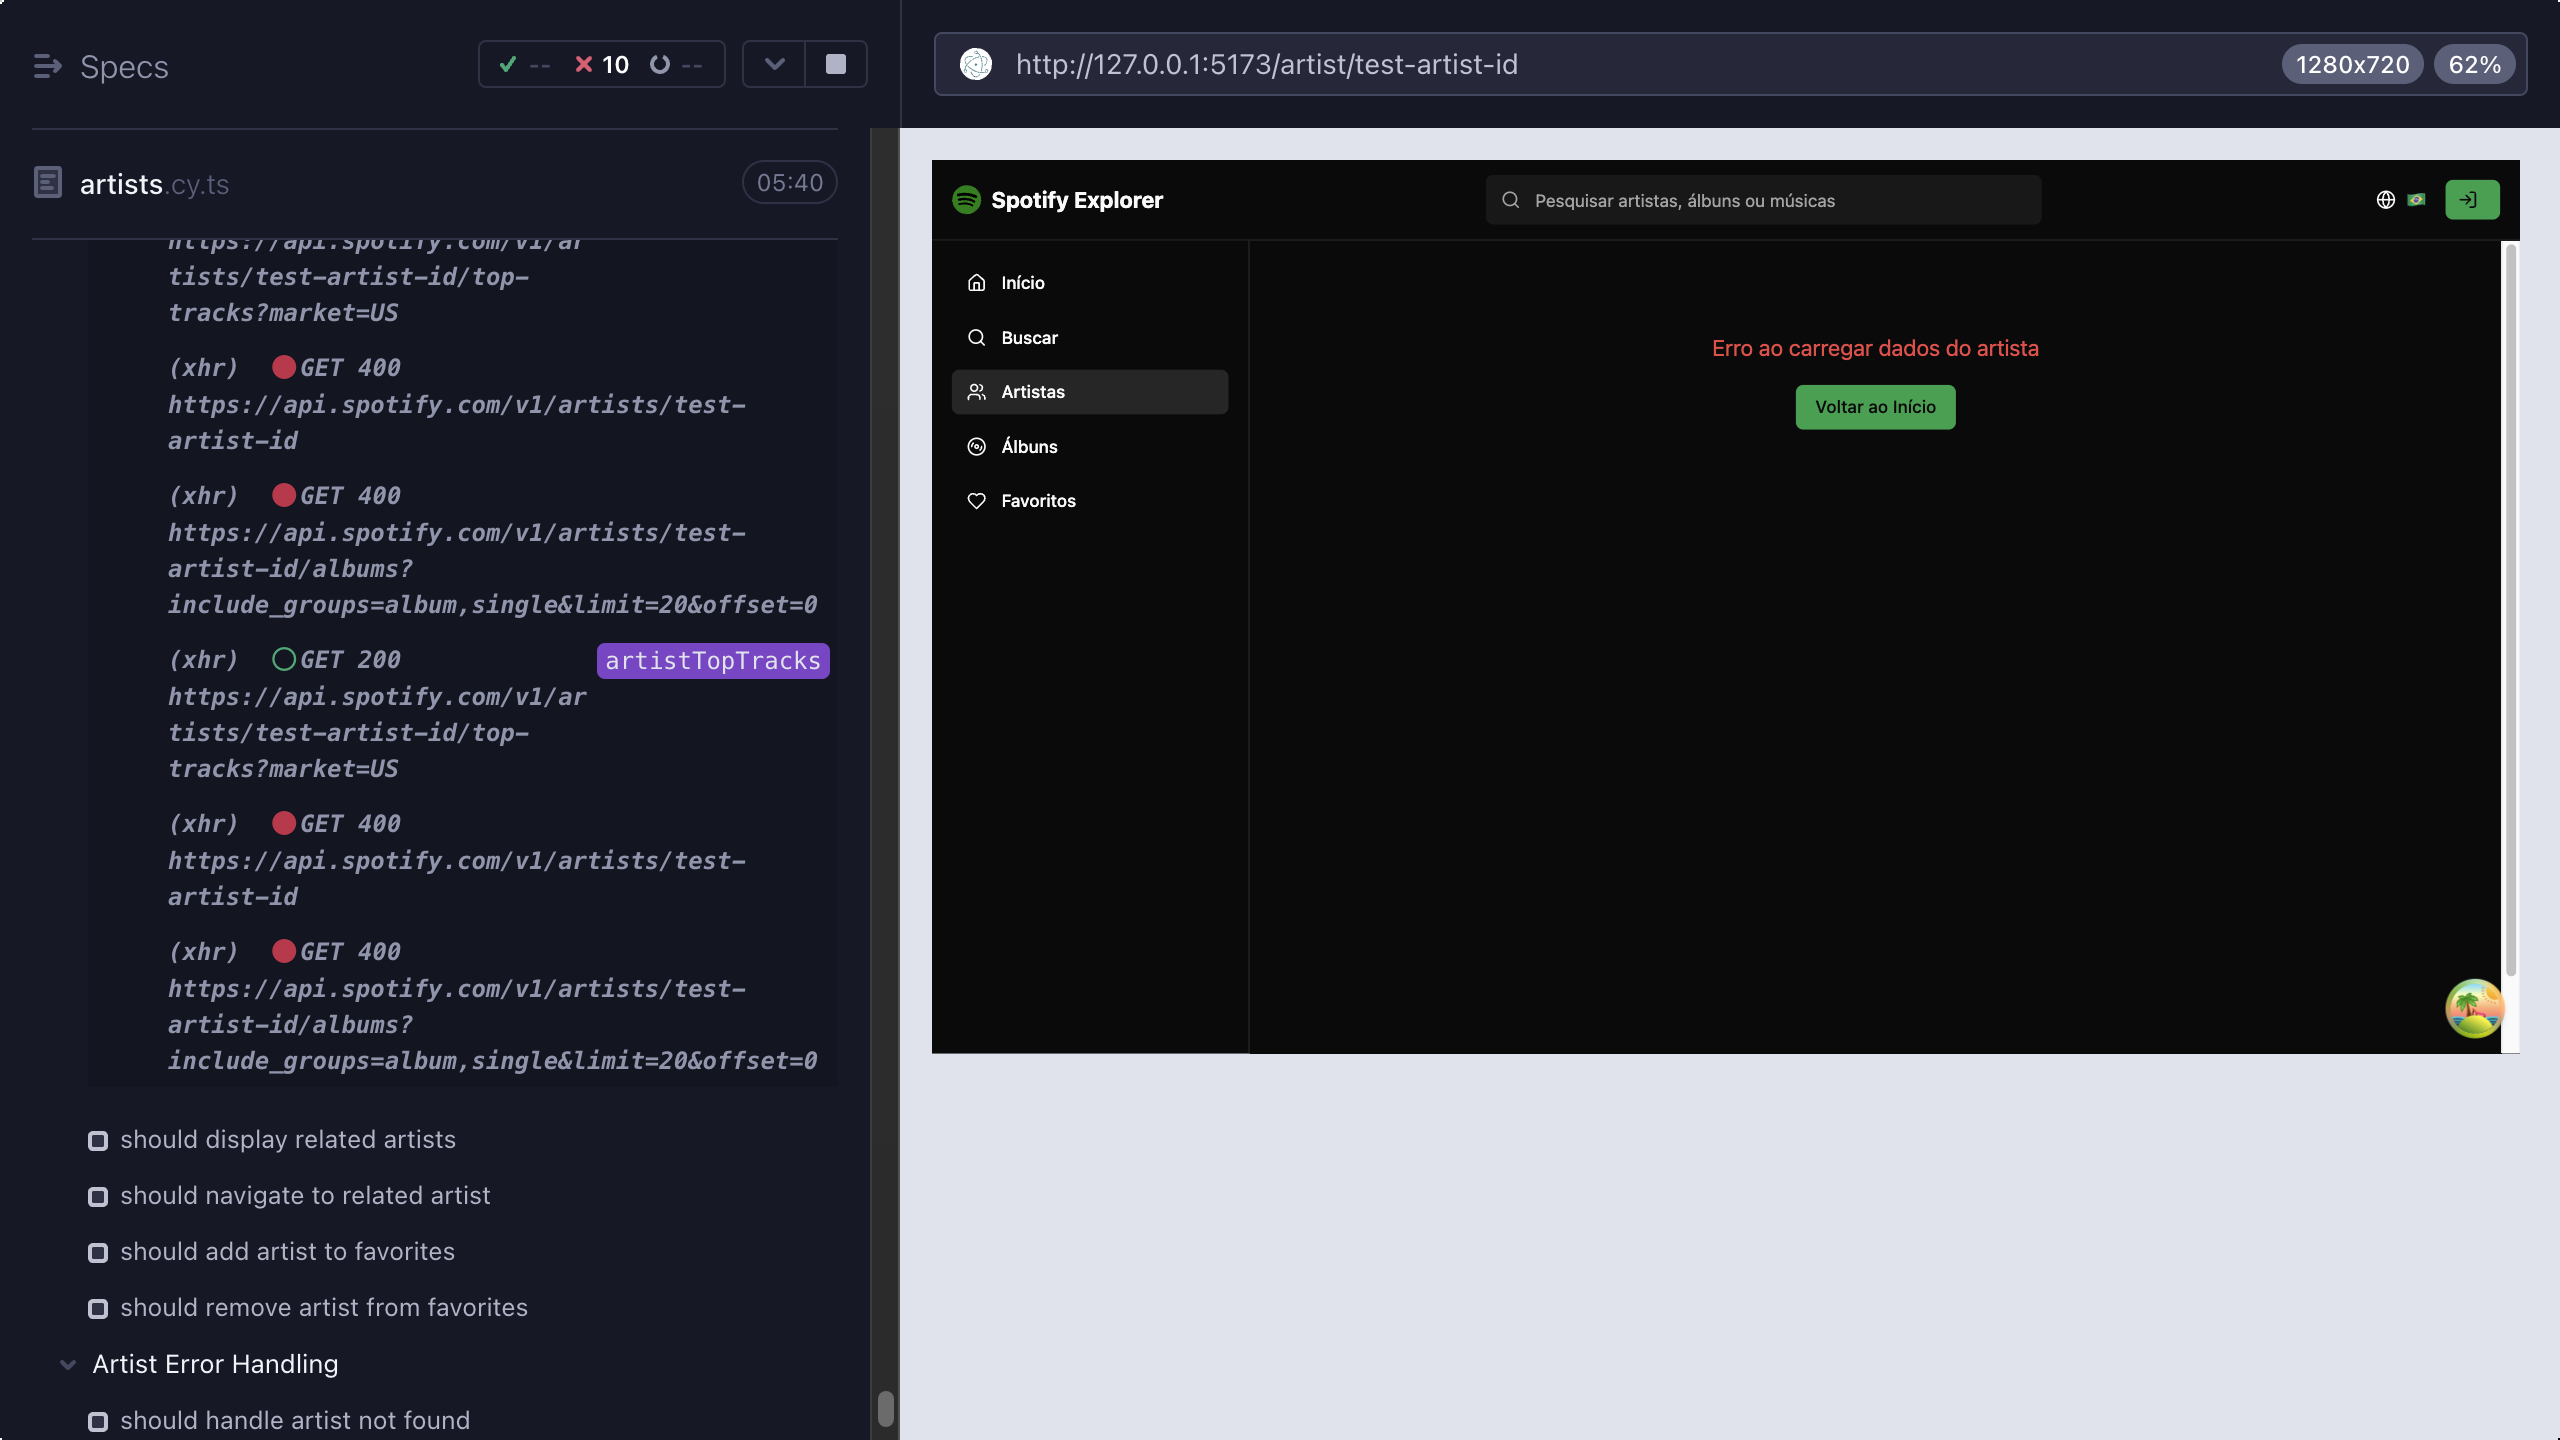 Specs
-- 10 --
artists.cy.ts
05:40
https://api.spotify.com/v1/ar
tists/test-artist-id/top-
tracks?market=US
(xhr) GET 400
https://api.spotify.com/v1/artists/test-
artist-id
(xhr) GET 400
https://api.spotify.com/v1/artists/test-
artist-id/albums?
include_groups=album,single&limit=20&offset=0
(xhr) GET 200 artistTopTracks
https://api.spotify.com/v1/ar
tists/test-artist-id/top-
tracks?market=US
(xhr) GET 400
https://api.spotify.com/v1/artists/test-
artist-id
(xhr) GET 400
https://api.spotify.com/v1/artists/test-
artist-id/albums?
include_groups=album,single&limit=20&offset=0
should display related artists
should navigate to related artist
should add artist to favorites
should remove artist from favorites
Artist Error Handling
should handle artist not found
http://127.0.0.1:5173/artist/test-artist-id
1280x720
62%
Spotify Explorer
Pesquisar artistas, álbuns ou músicas
Início
Buscar
Artistas
Álbuns
Favoritos
Erro ao carregar dados do artista
Voltar ao Início